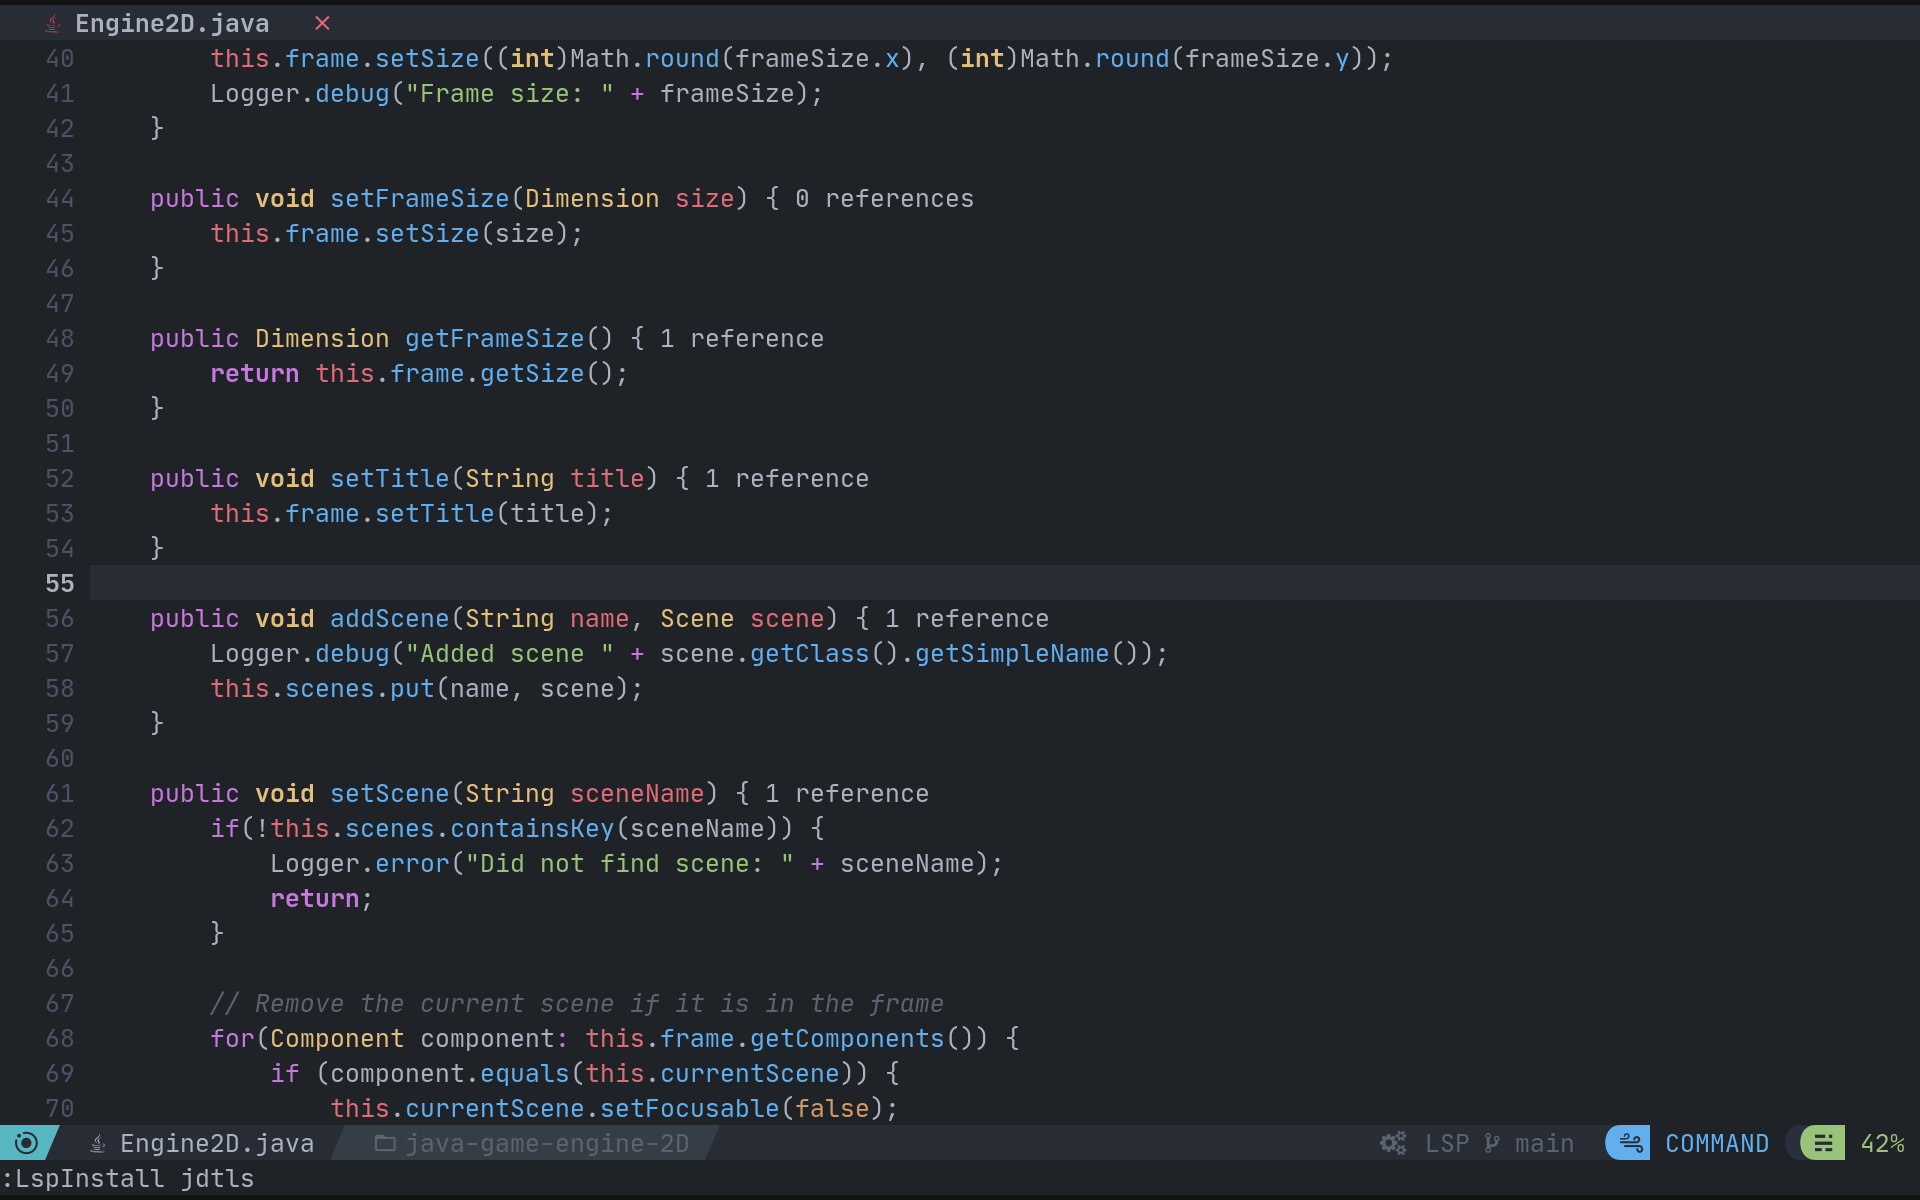 Engine2D.java
40         this.frame.setSize((int)Math.round(frameSize.x), (int)Math.round(frameSize.y));
41         Logger.debug("Frame size: " + frameSize);
42     }
43
44     public void setFrameSize(Dimension size) { 0 references
45         this.frame.setSize(size);
46     }
47
48     public Dimension getFrameSize() { 1 reference
49         return this.frame.getSize();
50     }
51
52     public void setTitle(String title) { 1 reference
53         this.frame.setTitle(title);
54     }
55
56     public void addScene(String name, Scene scene) { 1 reference
57         Logger.debug("Added scene " + scene.getClass().getSimpleName());
58         this.scenes.put(name, scene);
59     }
60
61     public void setScene(String sceneName) { 1 reference
62         if(!this.scenes.containsKey(sceneName)) {
63             Logger.error("Did not find scene: " + sceneName);
64             return;
65         }
66
67         // Remove the current scene if it is in the frame
68         for(Component component: this.frame.getComponents()) {
69             if (component.equals(this.currentScene)) {
70                 this.currentScene.setFocusable(false);
Engine2D.java java-game-engine-2D LSP main COMMAND 42%
:LspInstall jdtls